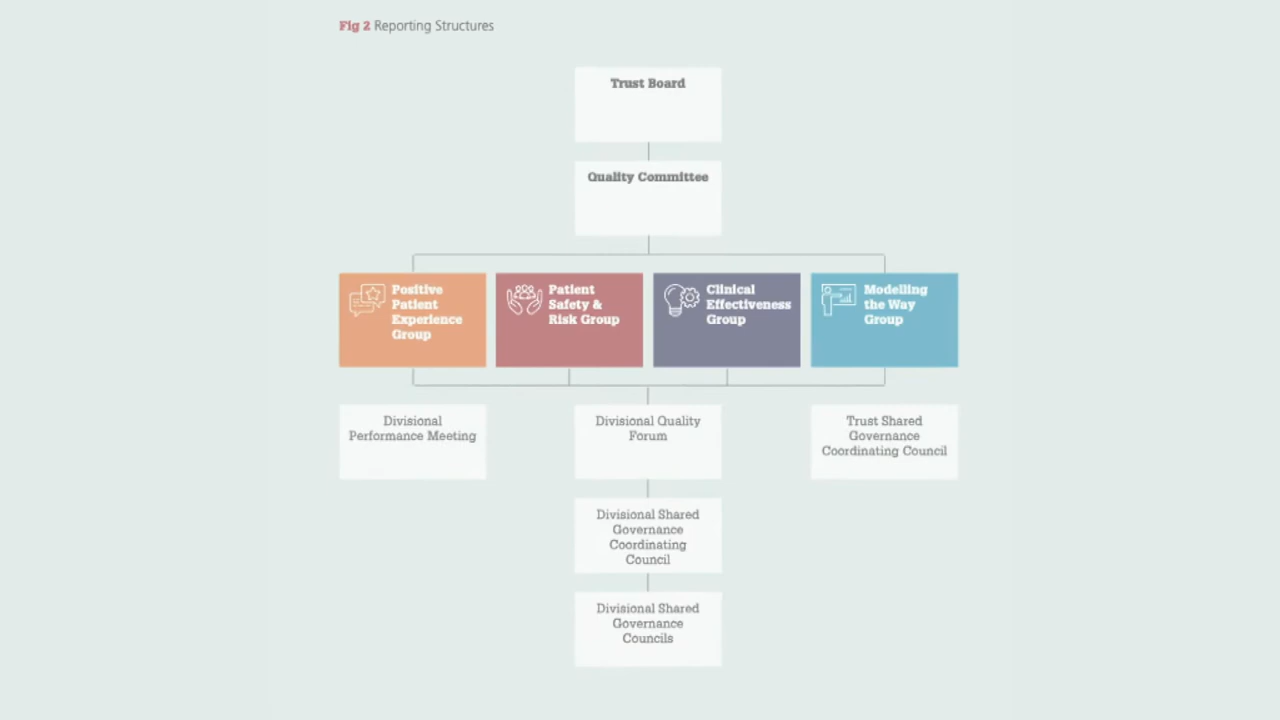 Fig 2 Reporting Structures
Trust Board
Quality Committee
Positive
Patient
Experience
Group
Patient
Safety &
Risk Group
Clinical
Effectiveness
Group
Modelling
the Way
Group
Divisional
Performance Meeting
Divisional Quality
Forum
Trust Shared
Governance
Coordinating Council
Divisional Shared
Governance
Coordinating
Council
Divisional Shared
Governance
Councils